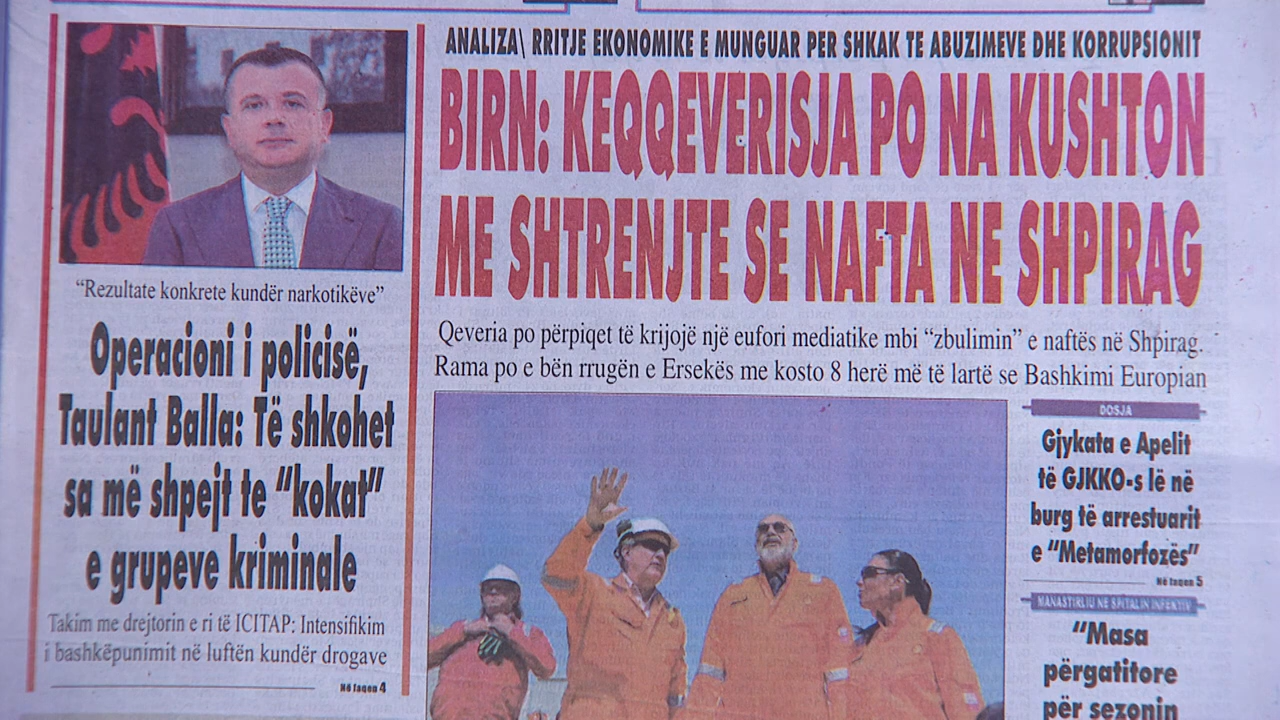 “Rezultate konkrete kundër narkotikëve”
Operacioni i policisë,
Taulant Balla: Të shkohet
sa më shpejt te “kokat”
e grupeve kriminale
Takim me drejtorin e ri të ICITAP: Intensifikim
i bashkëpunimit në luftën kundër drogave
Në faqen 4
ANALIZA\ RRITJE EKONOMIKE E MUNGUAR PER SHKAK TE ABUZIMEVE DHE KORRUPSIONIT
BIRN: KEQQEVERISJA PO NA KUSHTON
ME SHTRENJTE SE NAFTA NE SHPIRAG
Qeveria po përpiqet të krijojë një eufori mediatike mbi “zbulimin” e naftës në Shpirag.
Rama po e bën rrugën e Ersekës me kosto 8 herë më të lartë se Bashkimi Europian
DOSJA
Gjykata e Apelit
të GJKKO-s lë në
burg të arrestuarit
e “Metamorfozës”
Në faqen 5
MANASTIRLIU NE SPITALIN INFEKTIV
“Masa
përgatitore
për sezonin